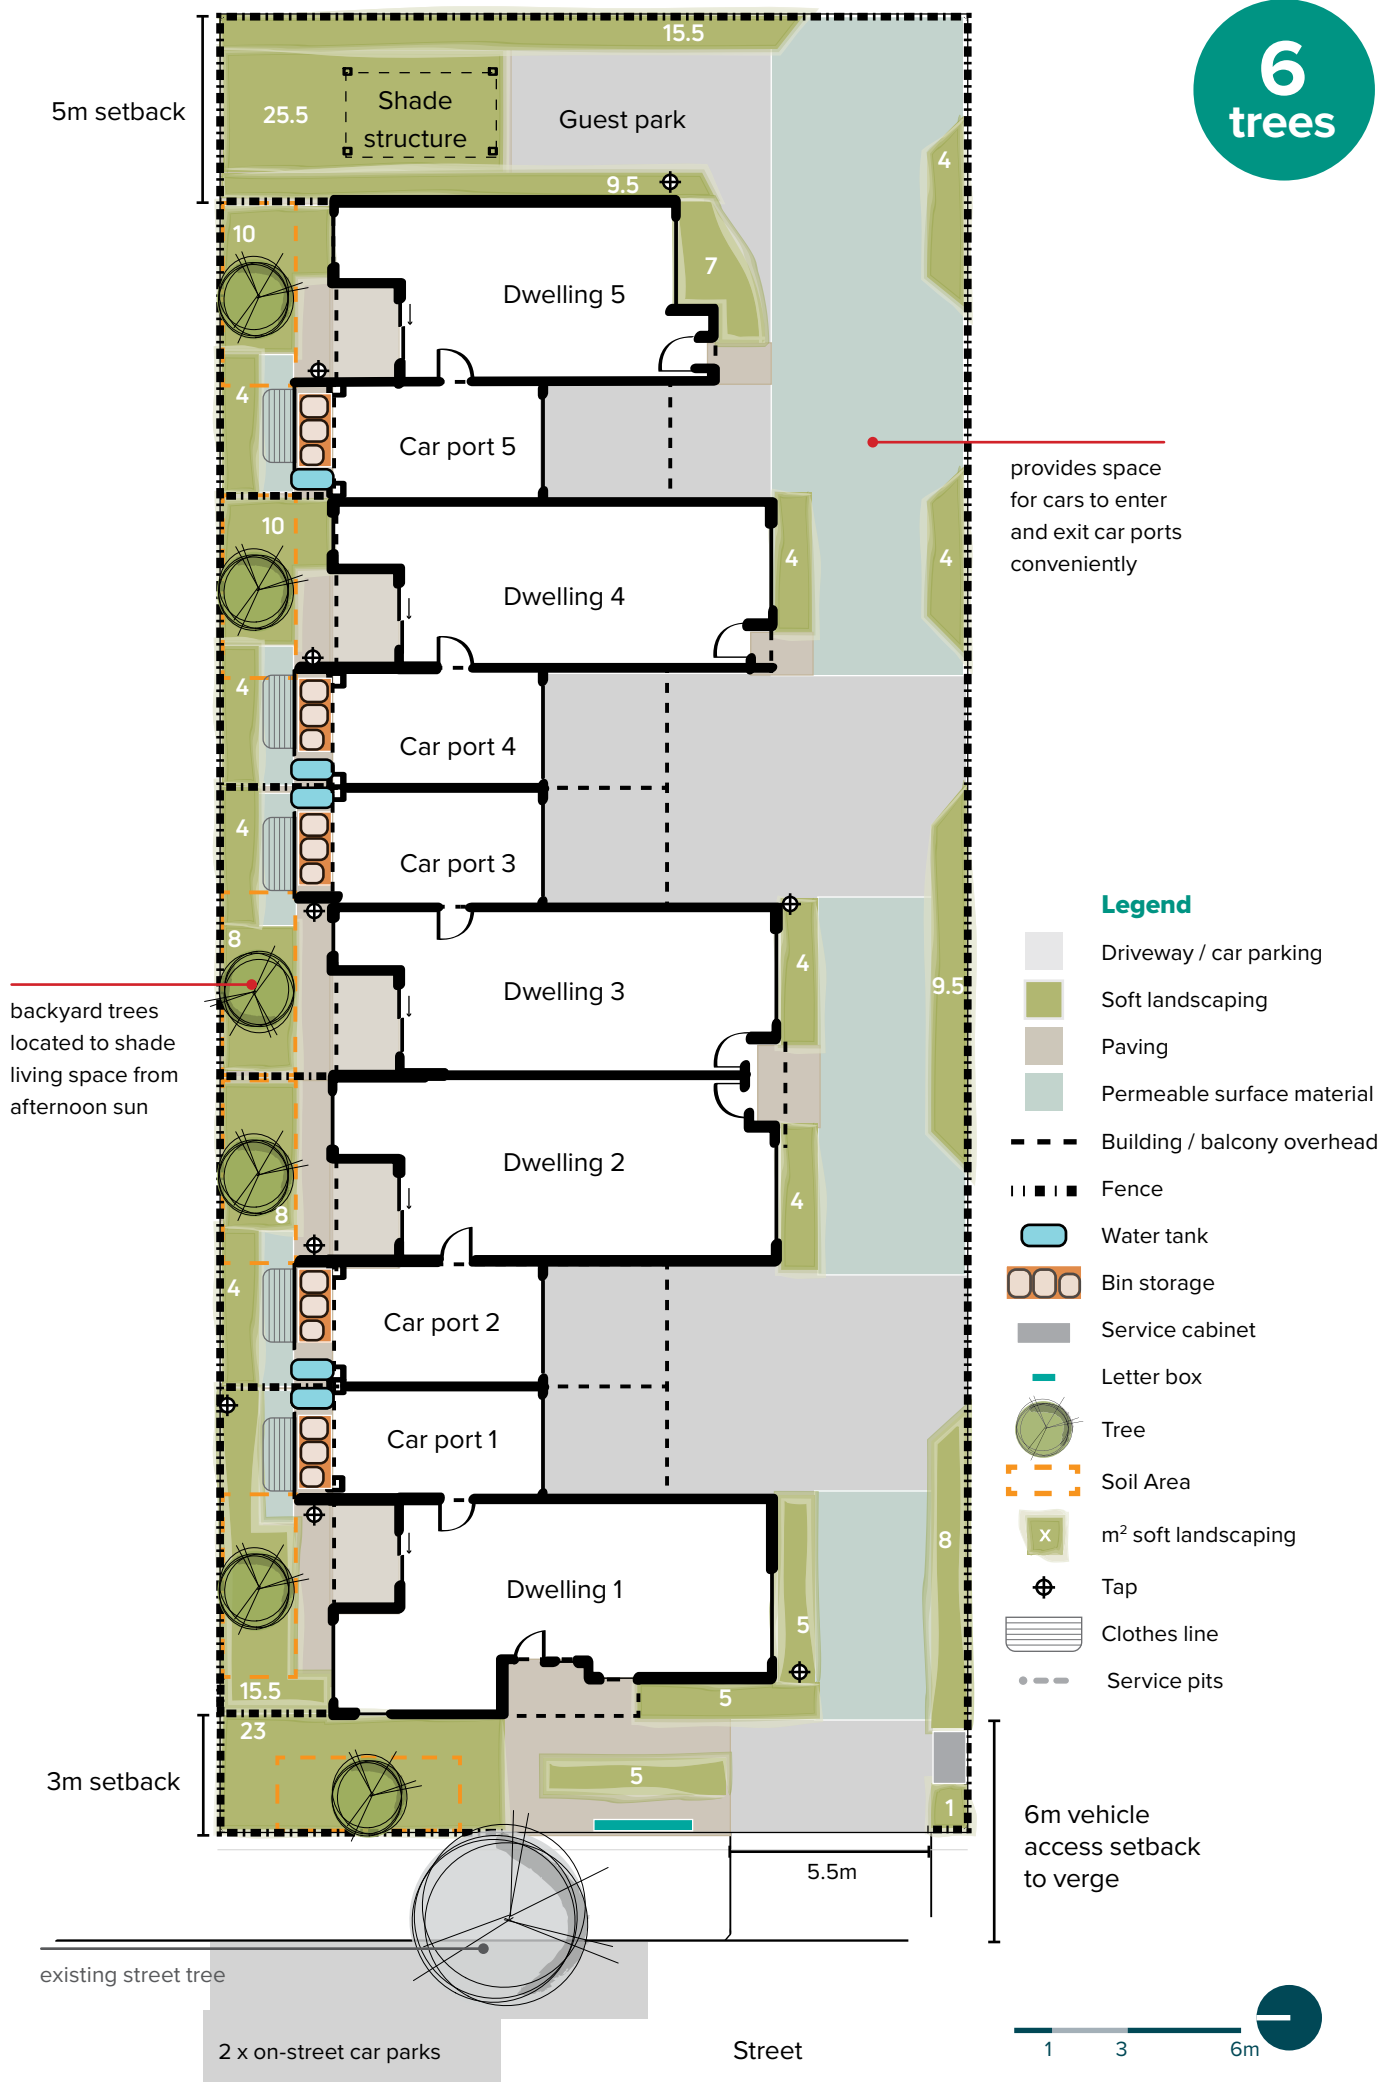 15.5
6
trees
5m setback
25.5
Shade
structure
Guest park
4
9.5
10
7
Dwelling 5
4
Car port 5
provides space
for cars to enter
and exit car ports
conveniently
10
4
4
Dwelling 4
4
Car port 4
4
Car port 3
Legend
Driveway / car parking
Soft landscaping
Paving
Permeable surface material
Building / balcony overhead
Fence
Water tank
Bin storage
Service cabinet
Letter box
Tree
Soil Area
x
m² soft landscaping
Tap
Clothes line
Service pits
8
4
9.5
Dwelling 3
backyard trees
located to shade
living space from
afternoon sun
Dwelling 2
4
8
4
Car port 2
Car port 1
8
Dwelling 1
5
15.5
5
23
3m setback
5
1
6m vehicle
access setback
to verge
5.5m
existing street tree
2 x on-street car parks
Street
1
3
6m